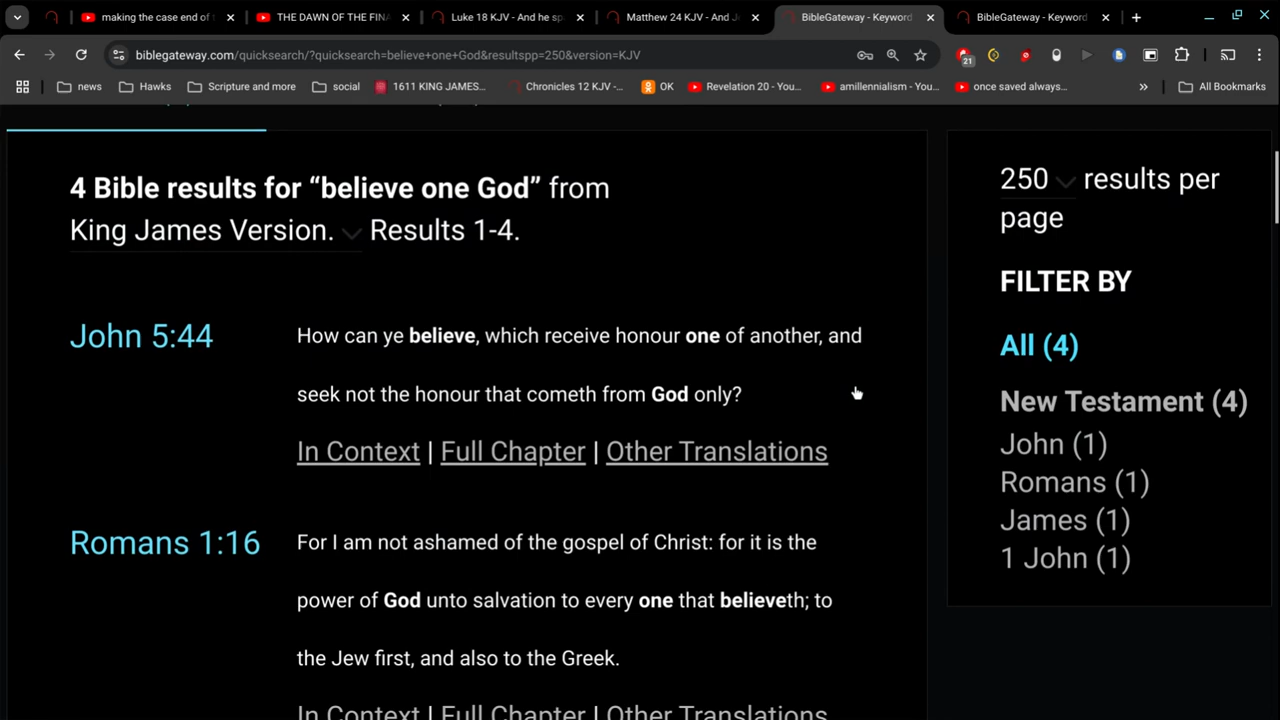 making the case end of t
THE DAWN OF THE FINA
Luke 18 KJV - And he sp
Matthew 24 KJV - And J
BibleGateway - Keyword
BibleGateway - Keyword
biblegateway.com/quicksearch/?quicksearch=believe+one+God&resultspp=250&version=KJV
21
news
Hawks
Scripture and more
social
1611 KING JAMES...
Chronicles 12 KJV -...
OK
Revelation 20 - You...
amillennialism - You...
once saved always...
»
All Bookmarks
4 Bible results for “believe one God” from
King James Version. Results 1-4.
John 5:44
How can ye believe, which receive honour one of another, and
seek not the honour that cometh from God only?
In Context | Full Chapter | Other Translations
Romans 1:16
For I am not ashamed of the gospel of Christ: for it is the
power of God unto salvation to every one that believeth; to
the Jew first, and also to the Greek.
In Context | Full Chapter | Other Translations
250 results per
page
FILTER BY
All (4)
New Testament (4)
John (1)
Romans (1)
James (1)
1 John (1)